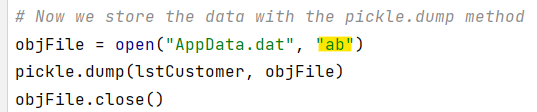 # Now we store the data with the pickle.dump method
objFile = open("AppData.dat", "ab")
pickle.dump(lstCustomer, objFile)
objFile.close()